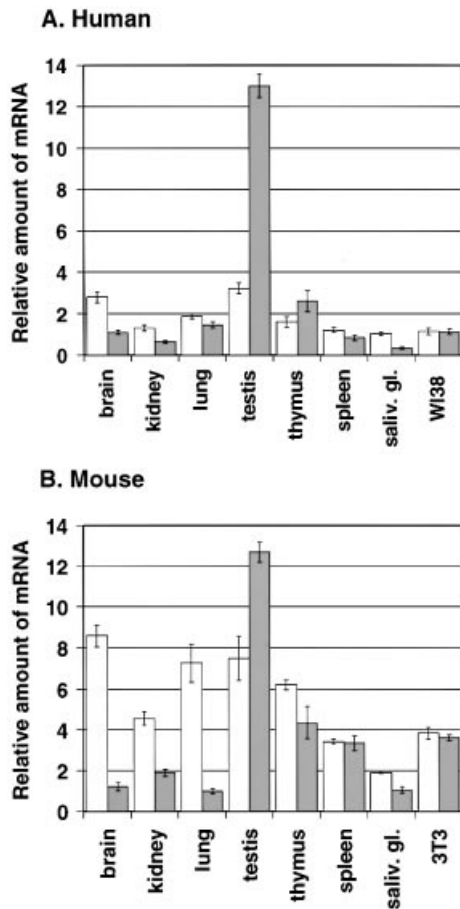 A. Human
Relative amount of mRNA
14
12
10
8
6
4
2
0
brain
kidney
lung
testis
thymus
spleen
saliv. gl.
WI38
B. Mouse
Relative amount of mRNA
14
12
10
8
6
4
2
0
brain
kidney
lung
testis
thymus
spleen
saliv. gl.
3T3